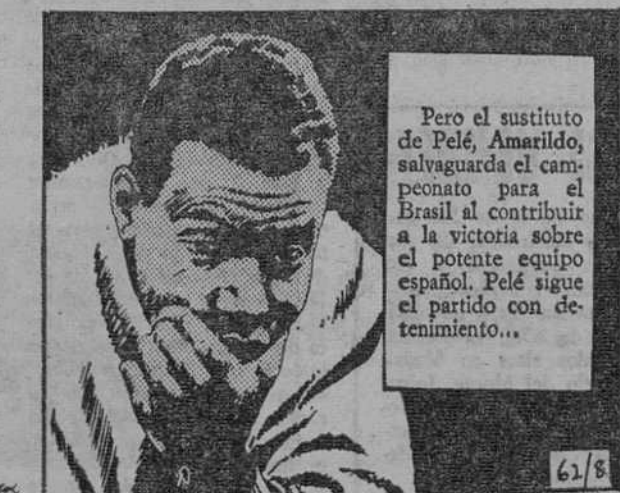 Pero el sustituto
de Pelé, Amarildo,
salvaguarda el cam-
peonato para el
Brasil al contribuir
a la victoria sobre
el potente equipo
español. Pelé sigue
el partido con de-
tenimiento...
62/8